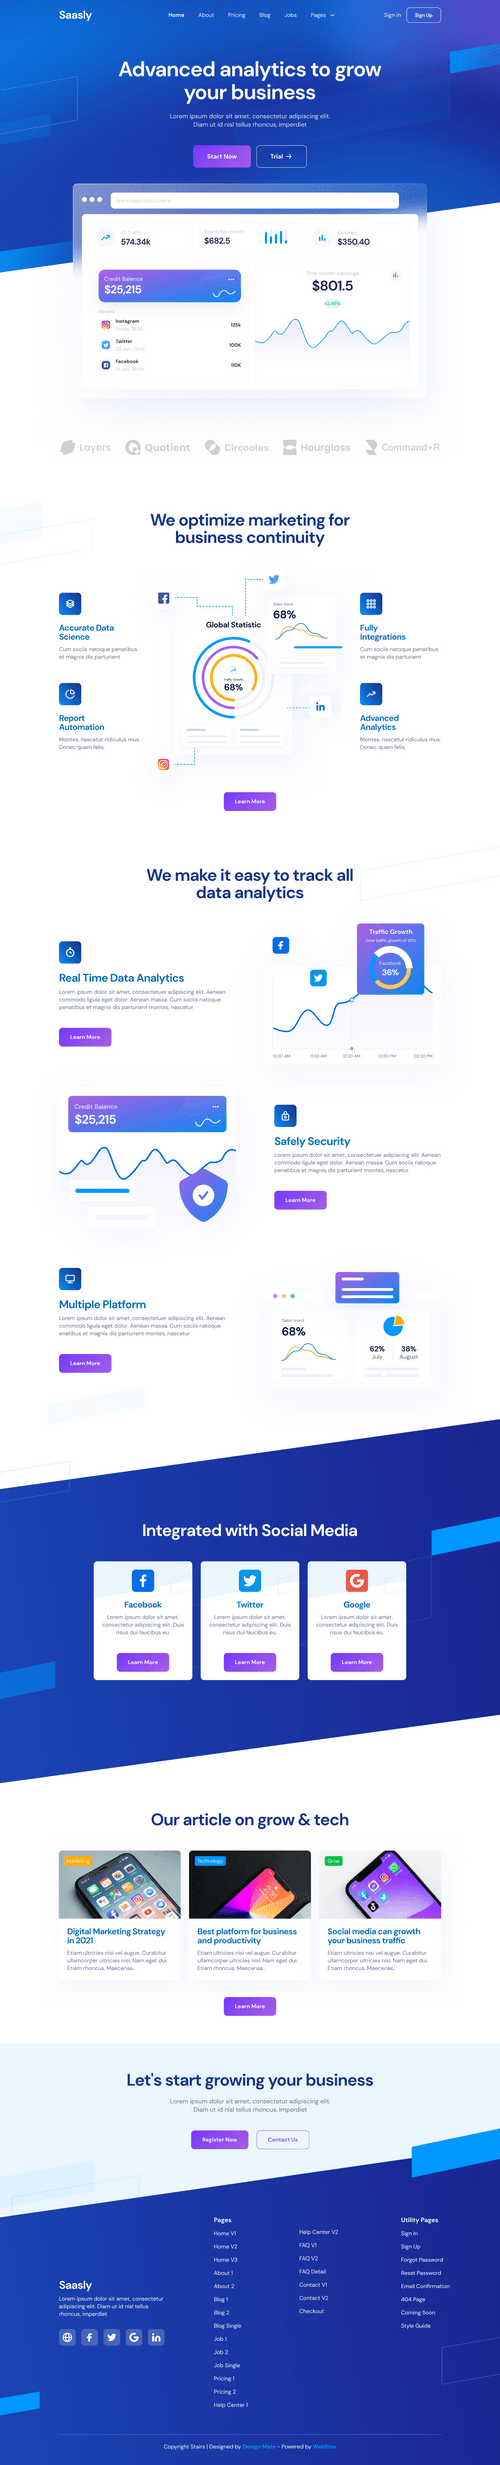 Saasly
Home About Pricing Blog Jobs Pages
Sign in
Sign Up
Advanced analytics to grow
your business
Lorem ipsum dolor sit amet, consectetur adipiscing elit.
Diam ut id nisl tellus rhoncus, imperdiet
Start Now
Trial →
574.34k
Spent this month
$682.5
Earnings
$350.40
Credit Balance
$25,215
Instagram
125k
Twitter
100K
Facebook
110K
This month earnings
$801.5
Layers
Quotient
Circooles
Hourglass
Command+R
We optimize marketing for
business continuity
Accurate Data
Science
Cum sociis natoque penatibus
et magnis dis parturient
Report
Automation
Montes, nascetur ridiculus mus.
Donec quam felis,
Global Statistic
Traffic Growth
68%
Sales trend
68%
Fully
Integrations
Cum sociis natoque penatibus
et magnis dis parturient
Advanced
Analytics
Montes, nascetur ridiculus mus.
Donec quam felis,
Learn More
We make it easy to track all
data analytics
Real Time Data Analytics
Lorem ipsum dolor sit amet, consectetuer adipiscing elit. Aenean
commodo ligula eget dolor. Aenean massa. Cum sociis natoque
penatibus et magnis dis parturient montes, nascetur
Learn More
Traffic Growth
Facebook
36%
Credit Balance
$25,215
Safely Security
Lorem ipsum dolor sit amet, consectetuer adipiscing elit. Aenean
commodo ligula eget dolor. Aenean massa. Cum sociis natoque
penatibus et magnis dis parturient montes, nascetur
Learn More
Multiple Platform
Lorem ipsum dolor sit amet, consectetuer adipiscing elit. Aenean
commodo ligula eget dolor. Aenean massa. Cum sociis natoque
enatibus et magnis dis parturient montes, nascetur
Learn More
Sales trend
68%
62%
July
38%
August
Integrated with Social Media
Facebook
Lorem ipsum dolor sit amet,
consectetuer adipiscing elit. Duis
risus dui faucibus eu.
Learn More
Twitter
Lorem ipsum dolor sit amet,
consectetuer adipiscing elit. Duis
risus dui faucibus eu.
Learn More
Google
Lorem ipsum dolor sit amet,
consectetuer adipiscing elit. Duis
risus dui faucibus eu.
Learn More
Our article on grow & tech
Marketing
Digital Marketing Strategy
in 2021
Etiam ultricies nisi vel augue. Curabitur
ullamcorper ultricies nisi. Nam eget dui.
Etiam rhoncus. Maecenas..
Technology
Best platform for business
and productivity
Etiam ultricies nisi vel augue. Curabitur
ullamcorper ultricies nisi. Nam eget dui.
Etiam rhoncus. Maecenas..
Grow
Social media can growth
your business traffic
Etiam ultricies nisi vel augue. Curabitur
ullamcorper ultricies nisi. Nam eget dui.
Etiam rhoncus. Maecenas..
Learn More
Let's start growing your business
Lorem ipsum dolor sit amet, consectetur adipiscing elit.
Diam ut id nisl tellus rhoncus, imperdiet
Register Now
Contact Us
Saasly
Lorem ipsum dolor sit amet, consectetur
adipiscing elit. Diam ut id nisl tellus
rhoncus, imperdiet
Pages
Home V1
Home V2
Home V3
About 1
About 2
Blog 1
Blog 2
Blog Single
Job 1
Job 2
Job Single
Pricing 1
Pricing 2
Help Center 1
Help Center V2
FAQ V1
FAQ V2
FAQ Detail
Contact V1
Contact V2
Checkout
Utility Pages
Sign In
Sign Up
Forgot Password
Reset Password
Email Confirmation
404 Page
Coming Soon
Style Guide
Copyright Stairs | Designed by Design Mate - Powered by Webflow